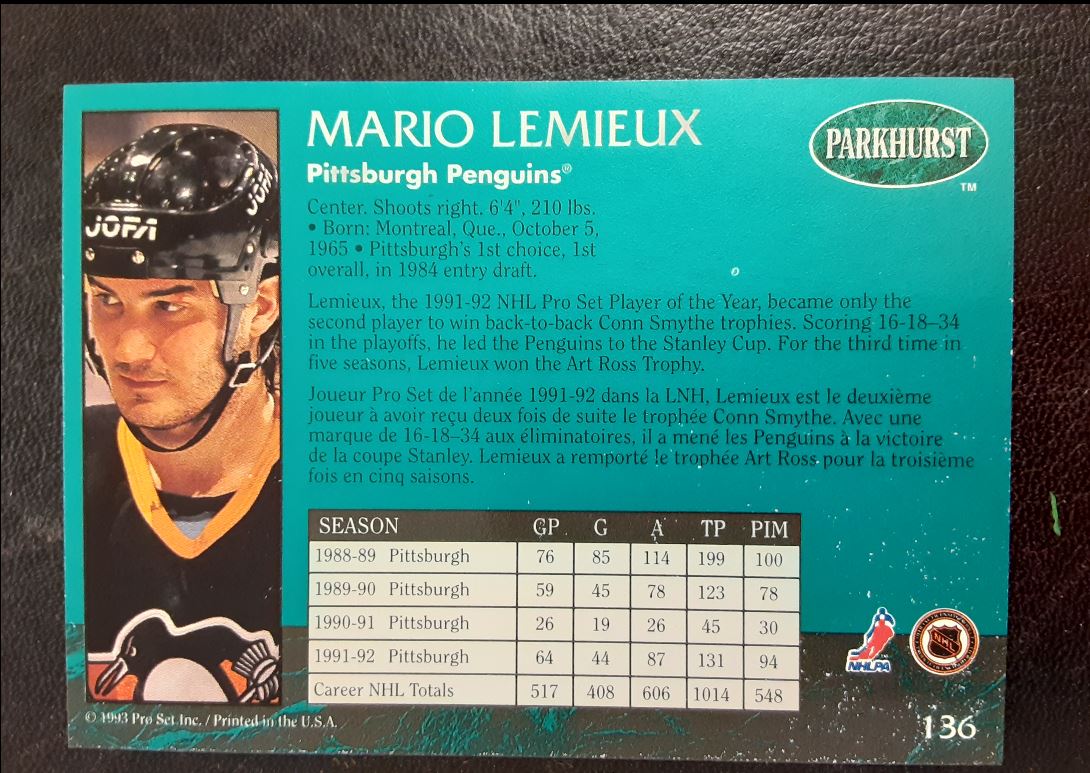 MARIO LEMIEUX
Pittsburgh Penguins®
PARKHURST
TM
JOFA
JOFA
Center. Shoots right. 6'4", 210 lbs.
• Born: Montreal, Que., October 5,
1965 • Pittsburgh's 1st choice, 1st
overall, in 1984 entry draft.
Lemieux, the 1991-92 NHL Pro Set Player of the Year, became only the
second player to win back-to-back Conn Smythe trophies. Scoring 16-18–34
in the playoffs, he led the Penguins to the Stanley Cup. For the third time in
five seasons, Lemieux won the Art Ross Trophy.
Joueur Pro Set de l'année 1991-92 dans la LNH, Lemieux est le deuxième
joueur à avoir reçu deux fois de suite le trophée Conn Smythe. Avec une
marque de 16-18–34 aux éliminatoires, il a mené les Penguins à la victoire
de la coupe Stanley. Lemieux a remporté le trophée Art Ross pour la troisième
fois en cinq saisons.
SEASON GP G A TP PIM
1988-89 Pittsburgh 76 85 114 199 100
1989-90 Pittsburgh 59 45 78 123 78
1990-91 Pittsburgh 26 19 26 45 30
1991-92 Pittsburgh 64 44 87 131 94
Career NHL Totals 517 408 606 1014 548
NHLPA
NHL
© 1993 Pro Set Inc. / Printed in the U.S.A.
136